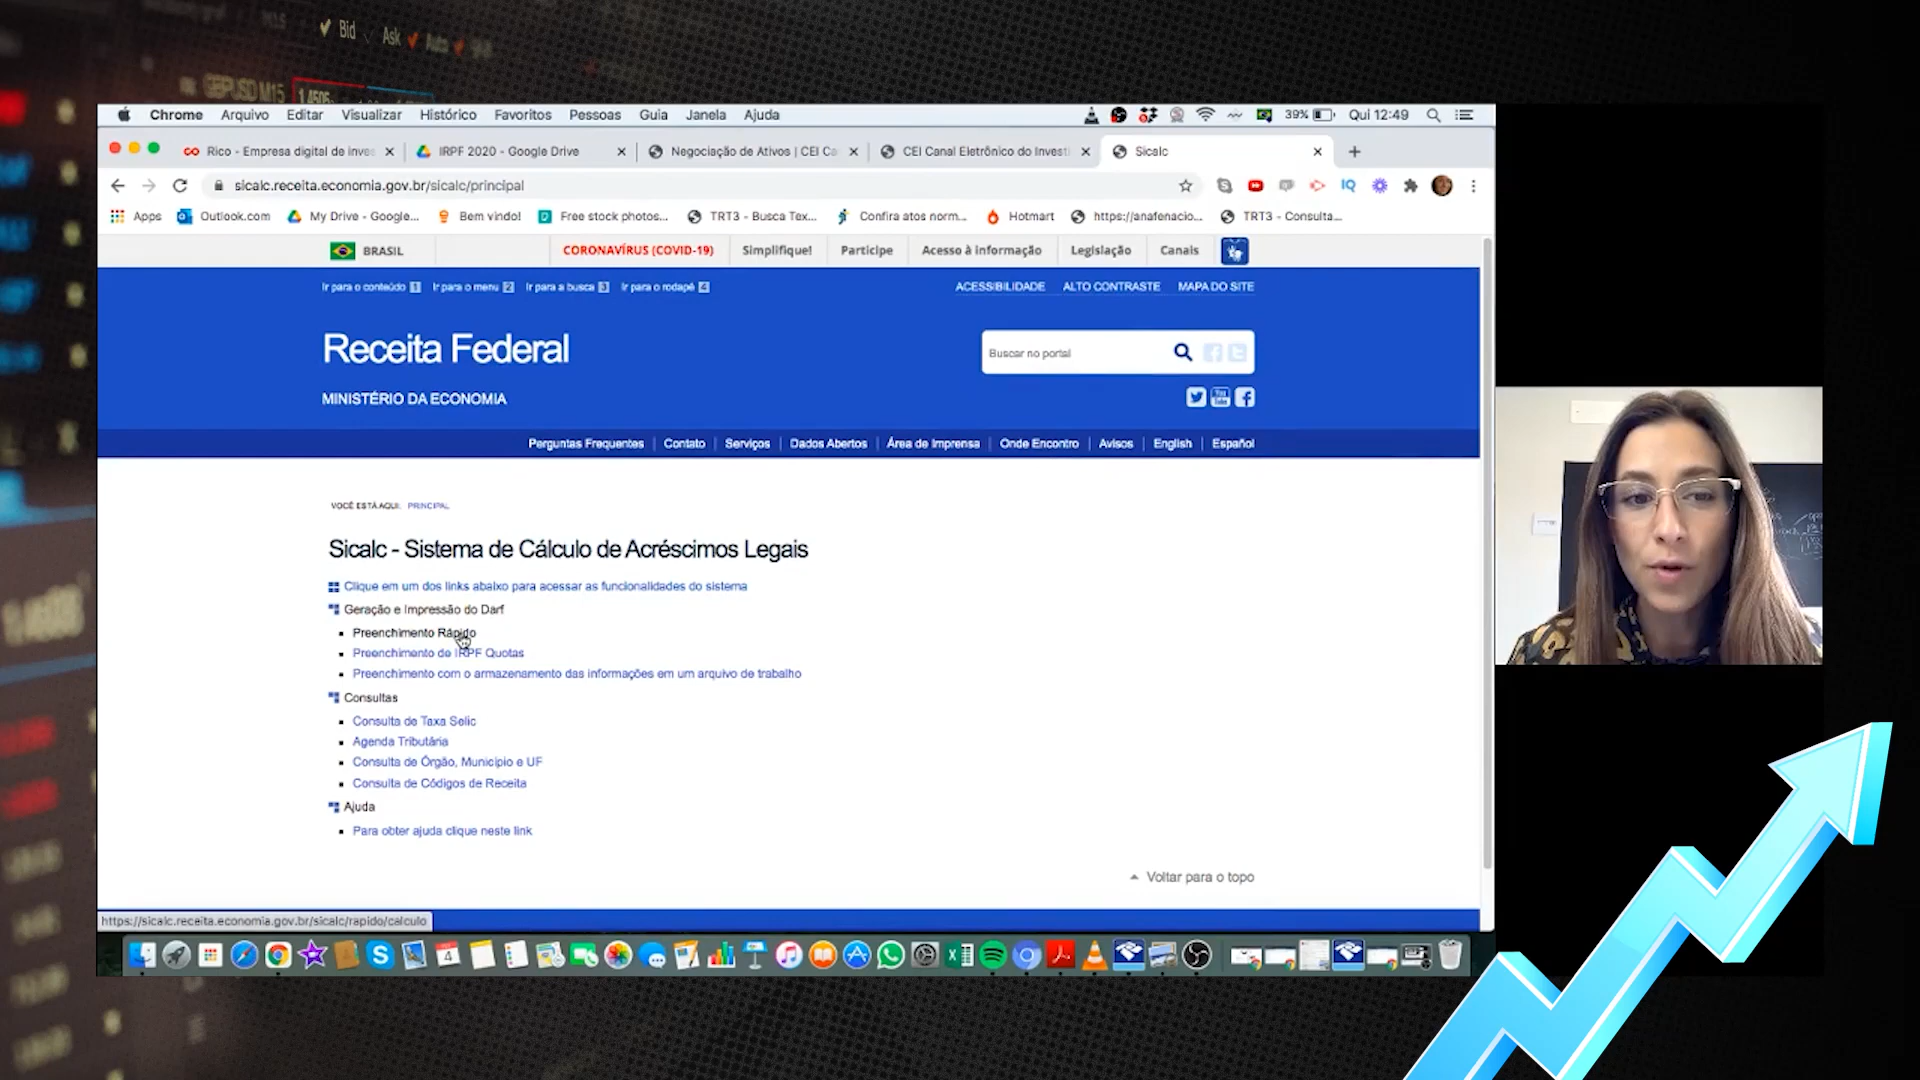 Bid
Ask
Auto
GBPUSD M15
1.4505
Chrome Arquivo Editar Visualizar Histórico Favoritos Pessoas Guia Janela Ajuda 39% Qui 12:49
Rico - Empresa digital de inves IRPF 2020 - Google Drive Negociação de Ativos | CEI Ca CEI Canal Eletrônico do Investi Sicalc
sicalc.receita.economia.gov.br/sicalc/principal
Apps Outlook.com My Drive - Google... Bem vindo! Free stock photos... TRT3 - Busca Tex... Confira atos norm... Hotmart https://anafenacio... TRT3 - Consulta...
BRASIL CORONAVÍRUS (COVID-19) Simplifique! Participe Acesso à informação Legislação Canais
Ir para o conteúdo 1 Ir para o menu 2 Ir para a busca 3 Ir para o rodapé 4 ACESSIBILIDADE ALTO CONTRASTE MAPA DO SITE
Receita Federal
Buscar no portal
MINISTÉRIO DA ECONOMIA
Perguntas Frequentes Contato Serviços Dados Abertos Área de Imprensa Onde Encontro Avisos English Español
VOCÊ ESTÁ AQUI: PRINCIPAL
Sicalc - Sistema de Cálculo de Acréscimos Legais
Clique em um dos links abaixo para acessar as funcionalidades do sistema
Geração e Impressão do Darf
Preenchimento Rápido
Preenchimento de IRPF Quotas
Preenchimento com o armazenamento das informações em um arquivo de trabalho
Consultas
Consulta de Taxa Selic
Agenda Tributária
Consulta de Órgão, Município e UF
Consulta de Códigos de Receita
Ajuda
Para obter ajuda clique neste link
Voltar para o topo
https://sicalc.receita.economia.gov.br/sicalc/rapido/calculo